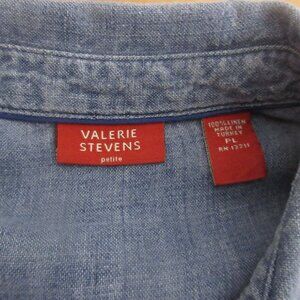 VALERIE
STEVENS
petite
100% LINEN
MADE IN
TURKEY
PL